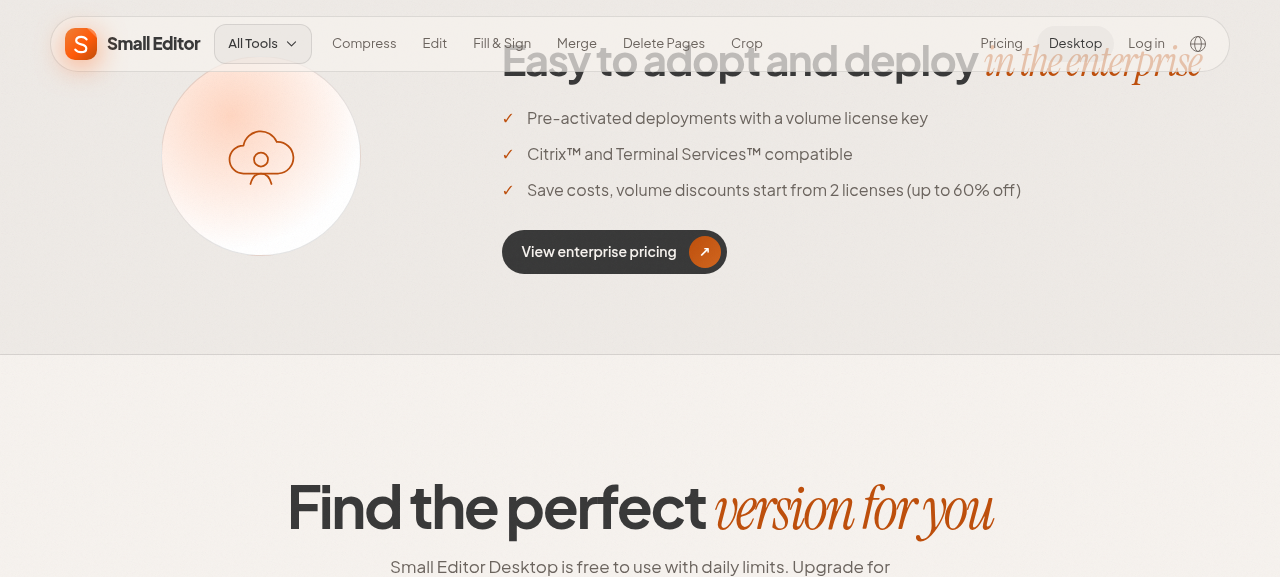 S Small Editor All Tools Compress Edit Fill & Sign Merge Delete Pages Crop Pricing Desktop Log in
Easy to adopt and deploy in the enterprise
✓ Pre-activated deployments with a volume license key
✓ Citrix™ and Terminal Services™ compatible
✓ Save costs, volume discounts start from 2 licenses (up to 60% off)
View enterprise pricing ↗
Find the perfect version for you
Small Editor Desktop is free to use with daily limits. Upgrade for